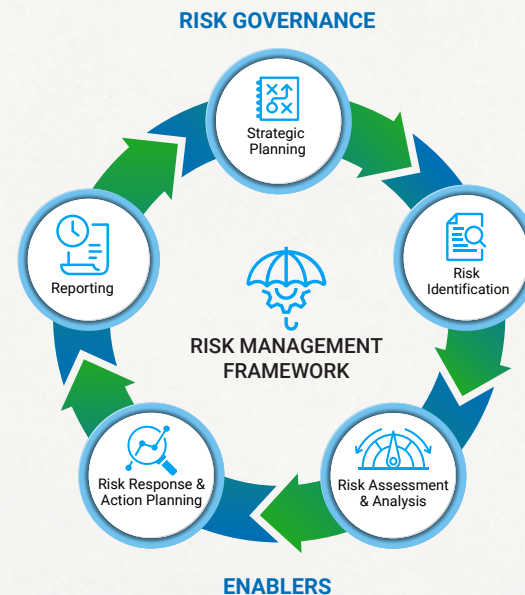 RISK GOVERNANCE
Strategic
Planning
Risk
Identification
Reporting
RISK MANAGEMENT
FRAMEWORK
Risk Response &
Action Planning
Risk Assessment
& Analysis
ENABLERS